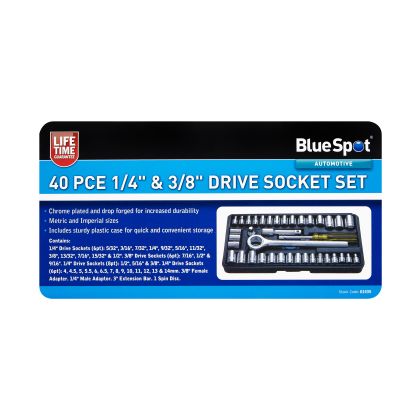 LIFE
TIME
GUARANTEE
BlueSpot
AUTOMOTIVE
40 PCE 1/4" & 3/8" DRIVE SOCKET SET
• Chrome plated and drop forged for increased durability
• Metric and Imperial sizes
• Includes sturdy plastic case for quick and convenient storage
Contains:
1/4" Drive Sockets (6pt): 5/32", 3/16", 7/32", 1/4", 9/32", 5/16", 11/32",
3/8", 13/32", 7/16", 15/32" & 1/2". 3/8" Drive Sockets (6pt): 7/16", 1/2" &
9/16". 1/4" Drive Sockets (8pt): 1/2", 5/16" & 3/8". 1/4" Drive Sockets
(6pt): 4, 4.5, 5, 5.5, 6, 6.5, 7, 8, 9, 10, 11, 12, 13 & 14mm. 3/8" Female
Adapter. 1/4" Male Adaptor. 3" Extension Bar. 1 Spin Disc.
Stock Code: